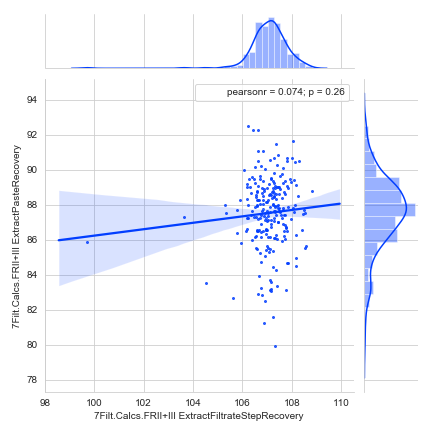 pearsonr = 0.074; p = 0.26
94
92
90
88
86
84
82
80
78
7Filt.Calcs.FRII+III ExtractPasteRecovery
98 100 102 104 106 108 110
7Filt.Calcs.FRII+III ExtractFiltrateStepRecovery